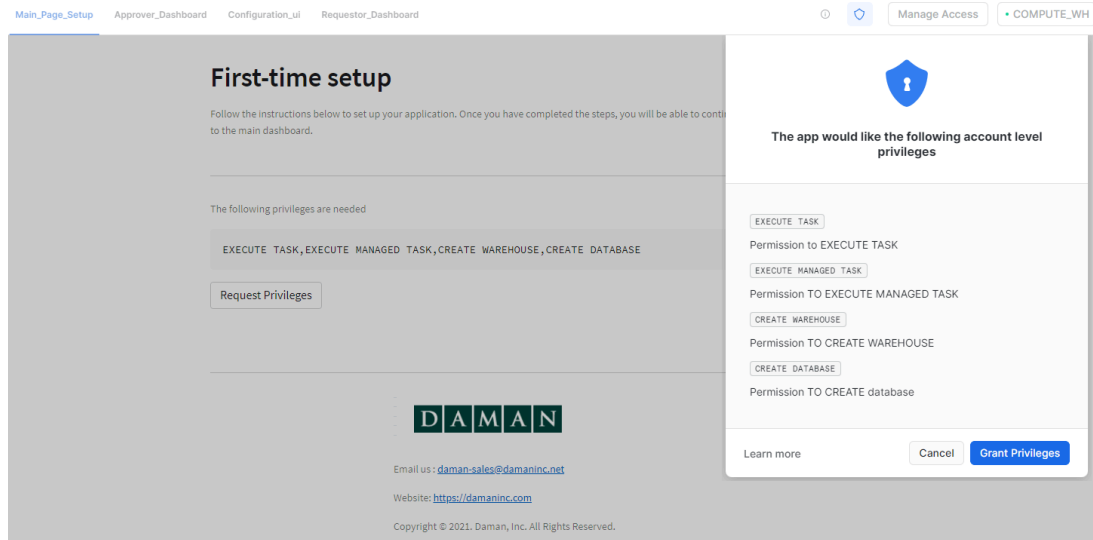 Main_Page_Setup Approver_Dashboard Configuration_ui Requestor_Dashboard Manage Access • COMPUTE_WH
First-time setup
Follow the instructions below to set up your application. Once you have completed the steps, you will be able to
to the main dashboard.
The following privileges are needed
EXECUTE TASK,EXECUTE MANAGED TASK,CREATE WAREHOUSE,CREATE DATABASE
Request Privileges
DAMAN
Email us : daman-sales@damaninc.net
Website: https://damaninc.com
Copyright © 2021. Daman, Inc. All Rights Reserved.
The app would like the following account level
privileges
EXECUTE TASK
Permission to EXECUTE TASK
EXECUTE MANAGED TASK
Permission TO EXECUTE MANAGED TASK
CREATE WAREHOUSE
Permission TO CREATE WAREHOUSE
CREATE DATABASE
Permission TO CREATE database
Learn more Cancel Grant Privileges